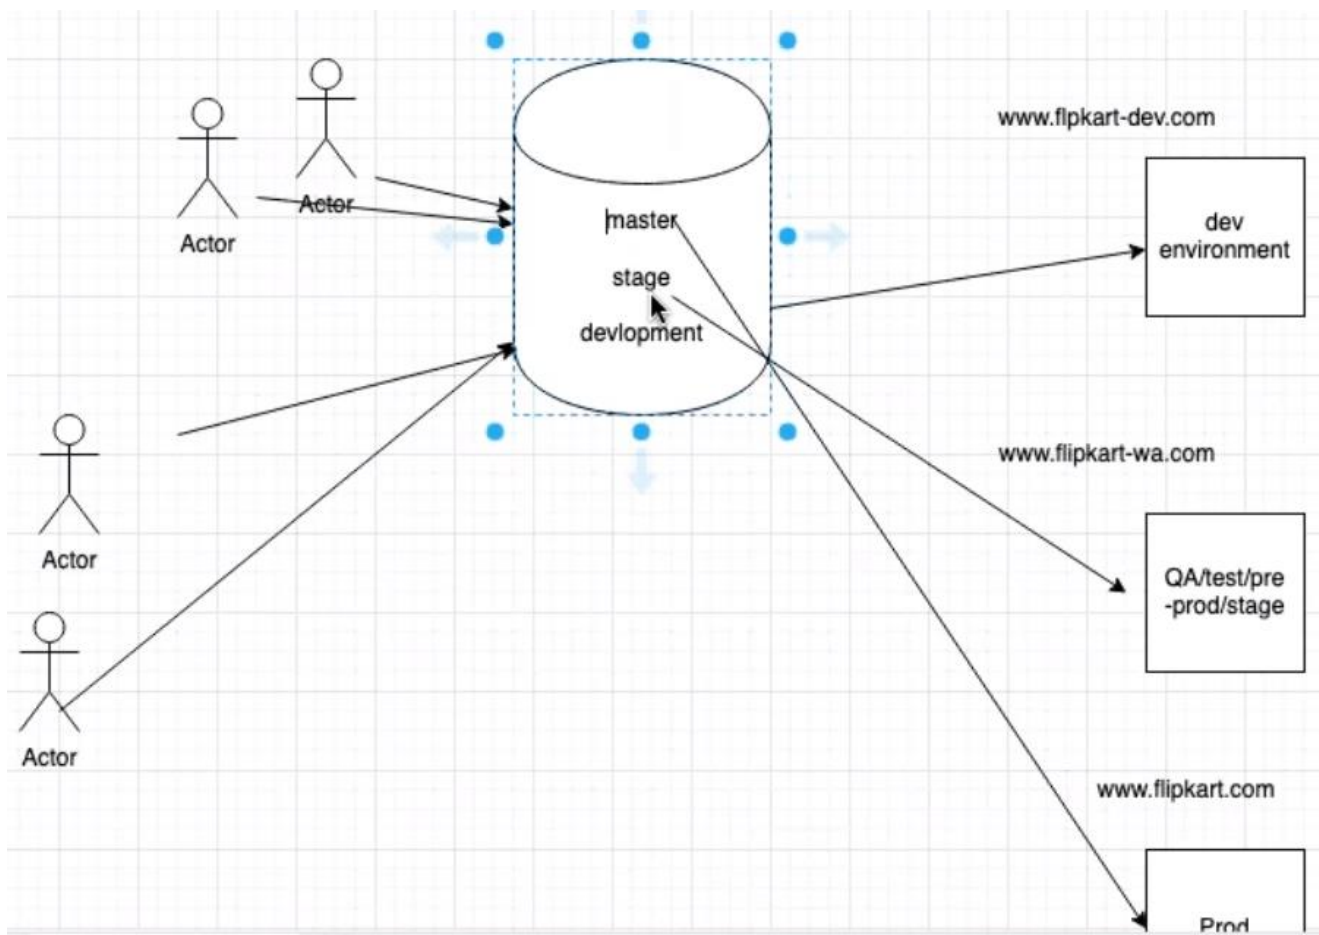 www.flpkart-dev.com
Actor
Actor
master
dev
environment
stage
devlopment
www.flipkart-wa.com
Actor
QA/test/pre
-prod/stage
Actor
www.flipkart.com
Prod